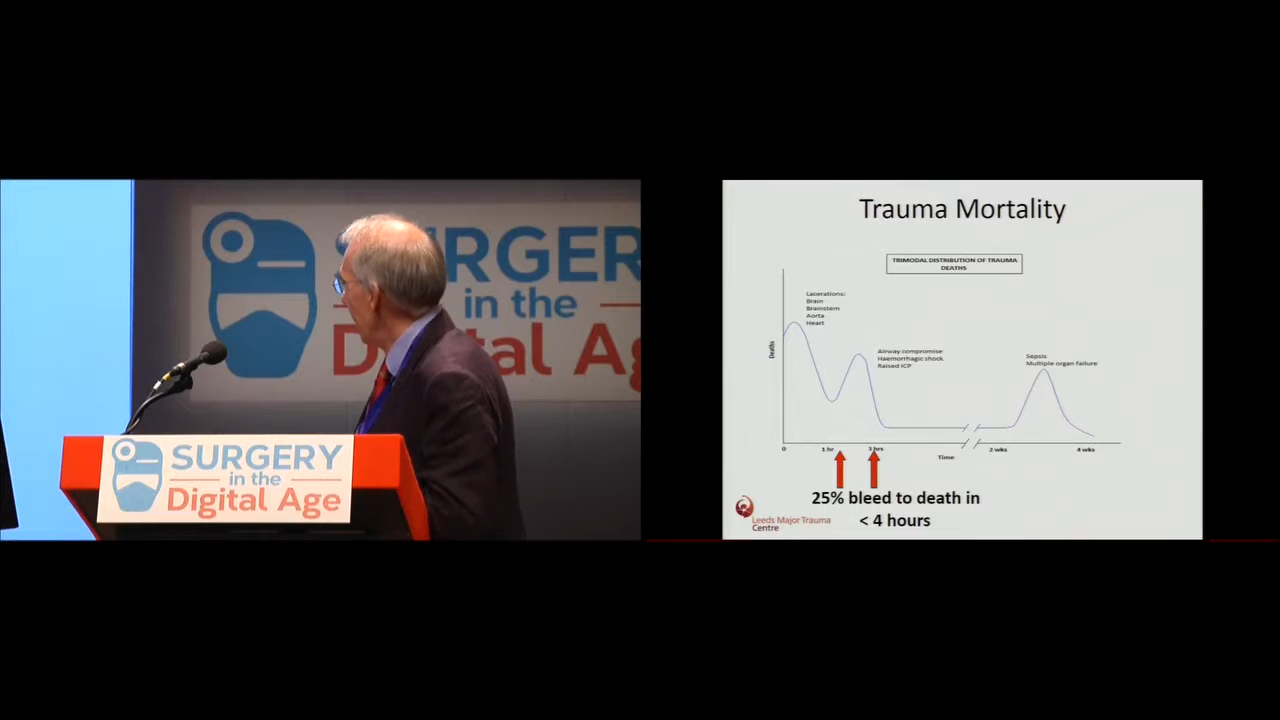 SURGER
in the
Digital Age
SURGERY
in the
Digital Age
Trauma Mortality
TRIMODAL DISTRIBUTION OF TRAUMA
DEATHS
Lacerations:
Brain
Brainstem
Aorta
Heart
Airway compromise
Haemorrhagic shock
Raised ICP
Sepsis
Multiple organ failure
Deaths
0
1 hr
3 hrs
2 wks
4 wks
Time
25% bleed to death in
< 4 hours
Leeds Major Trauma
Centre